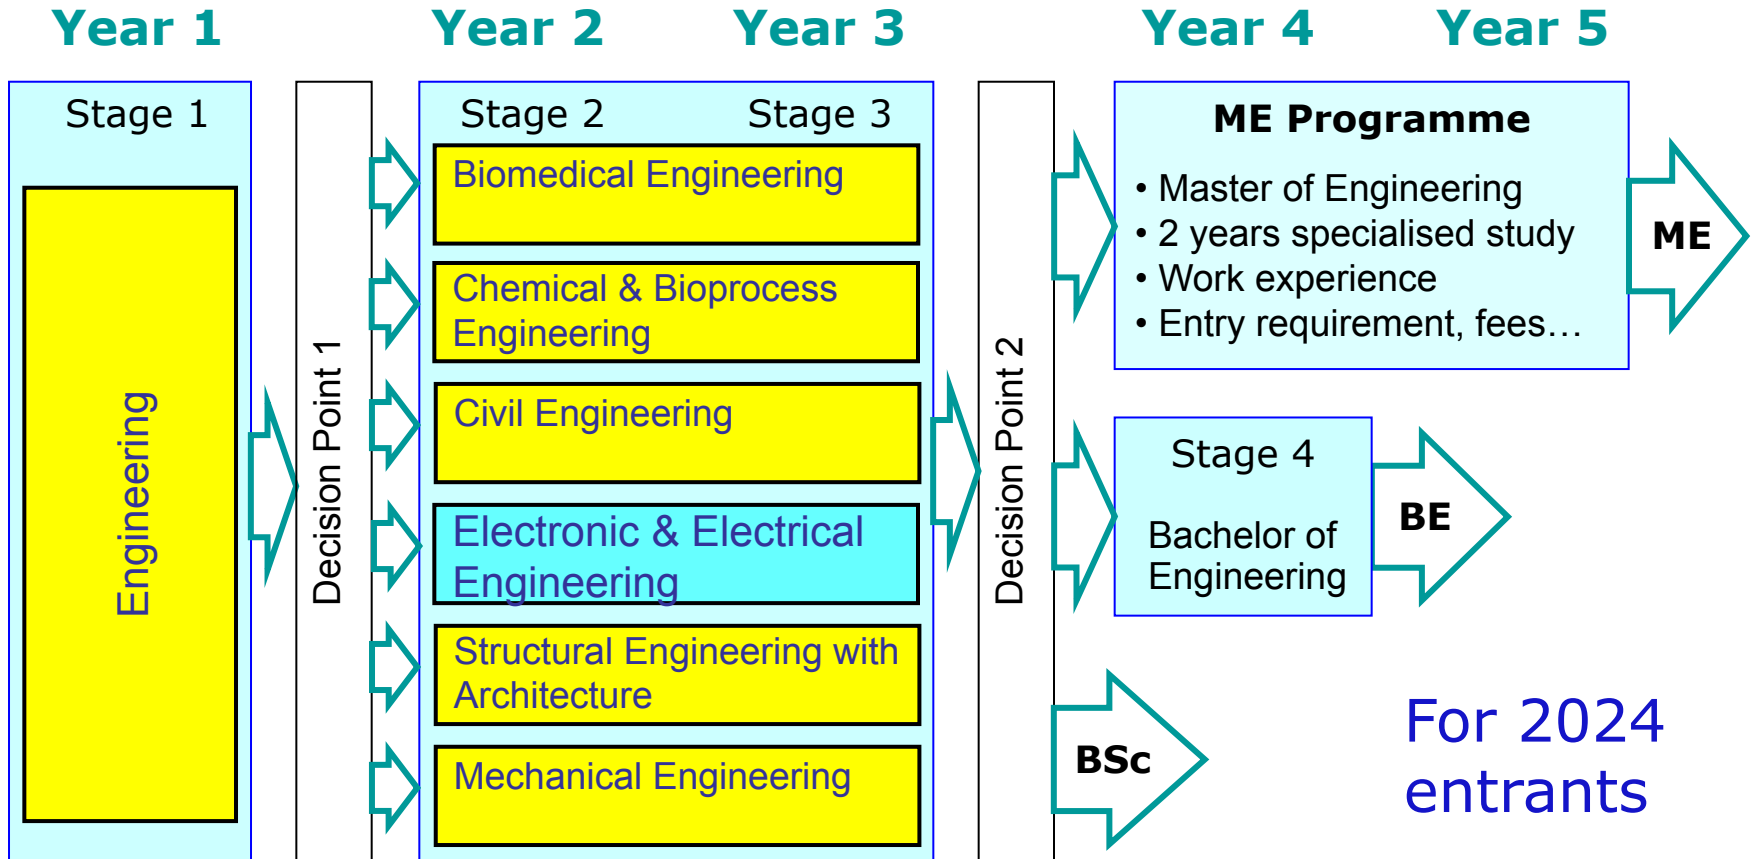 Year 1
Year 2
Year 3
Year 4
Year 5
Stage 1
Engineering
Decision Point 1
Stage 2
Stage 3
Biomedical Engineering
Chemical & Bioprocess
Engineering
Civil Engineering
Electronic & Electrical
Engineering
Structural Engineering with
Architecture
Mechanical Engineering
Decision Point 2
ME Programme
• Master of Engineering
• 2 years specialised study
• Work experience
• Entry requirement, fees…
ME
Stage 4
Bachelor of
Engineering
BE
BSc
For 2024
entrants